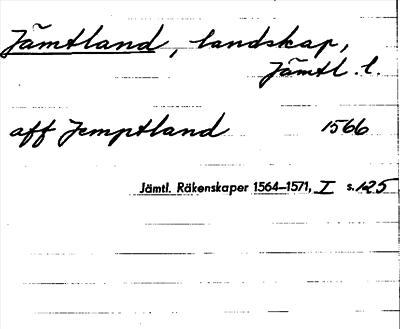 Jämtland, landskap,
Jämtl. l.
aff Jemptland 1566
Jämtl. Räkenskaper 1564–1571, I s. 125